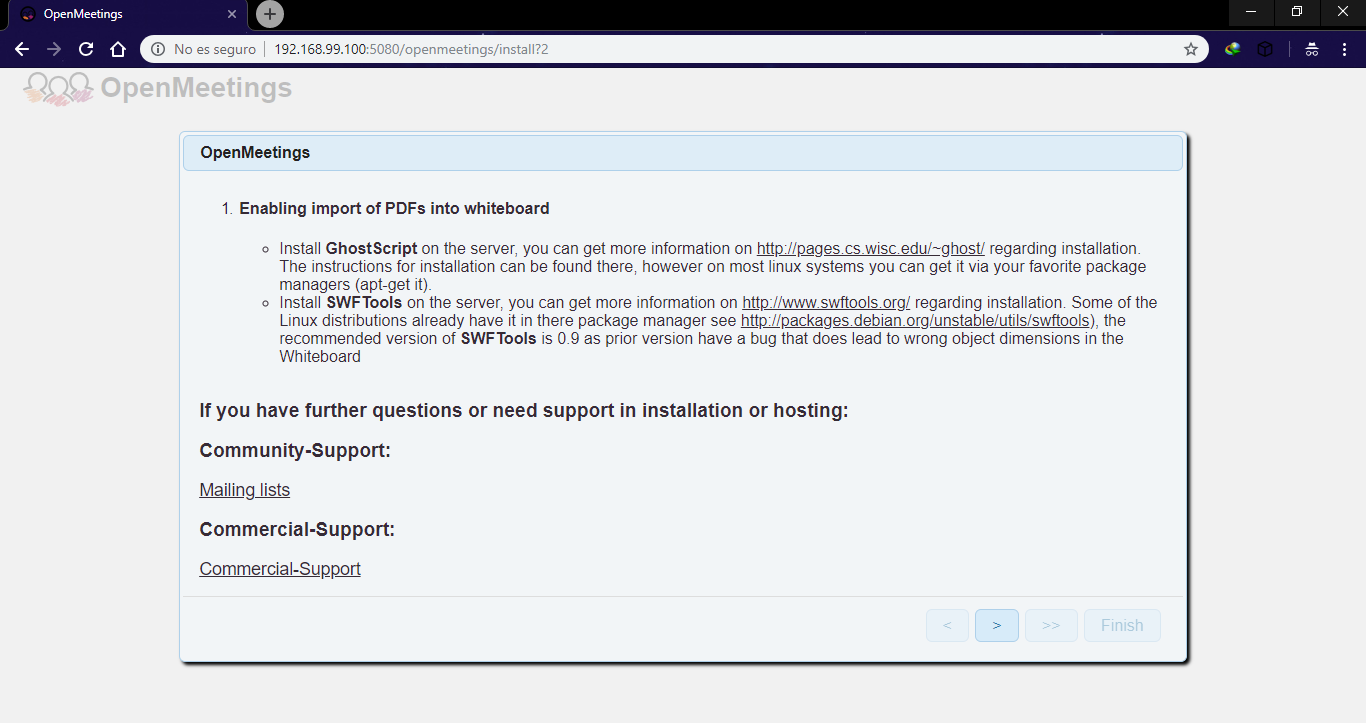 OpenMeetings
No es seguro 192.168.99.100:5080/openmeetings/install?2
OpenMeetings
OpenMeetings
1. Enabling import of PDFs into whiteboard
Install GhostScript on the server, you can get more information on http://pages.cs.wisc.edu/~ghost/ regarding installation.
The instructions for installation can be found there, however on most linux systems you can get it via your favorite package
managers (apt-get it).
Install SWFTools on the server, you can get more information on http://www.swftools.org/ regarding installation. Some of the
Linux distributions already have it in there package manager see http://packages.debian.org/unstable/utils/swftools), the
recommended version of SWFTools is 0.9 as prior version have a bug that does lead to wrong object dimensions in the
Whiteboard
If you have further questions or need support in installation or hosting:
Community-Support:
Mailing lists
Commercial-Support:
Commercial-Support
< > >> Finish